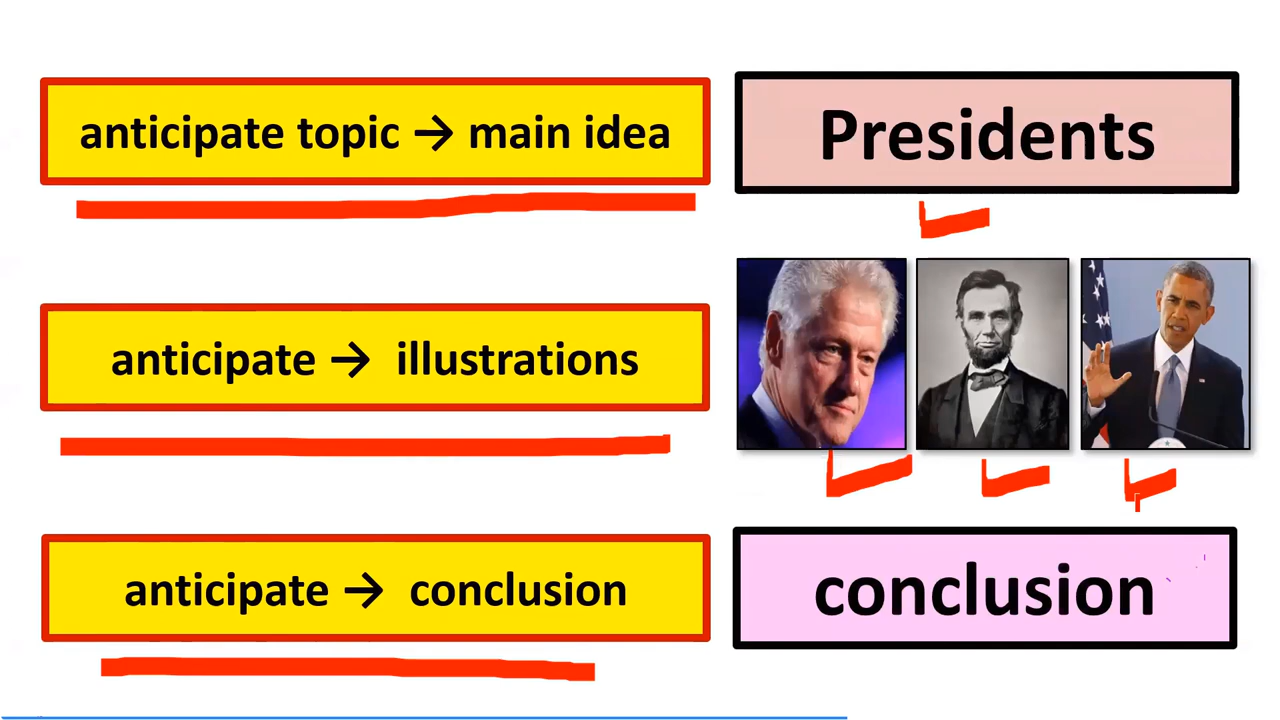 anticipate topic → main idea
Presidents
anticipate → illustrations
anticipate → conclusion
conclusion